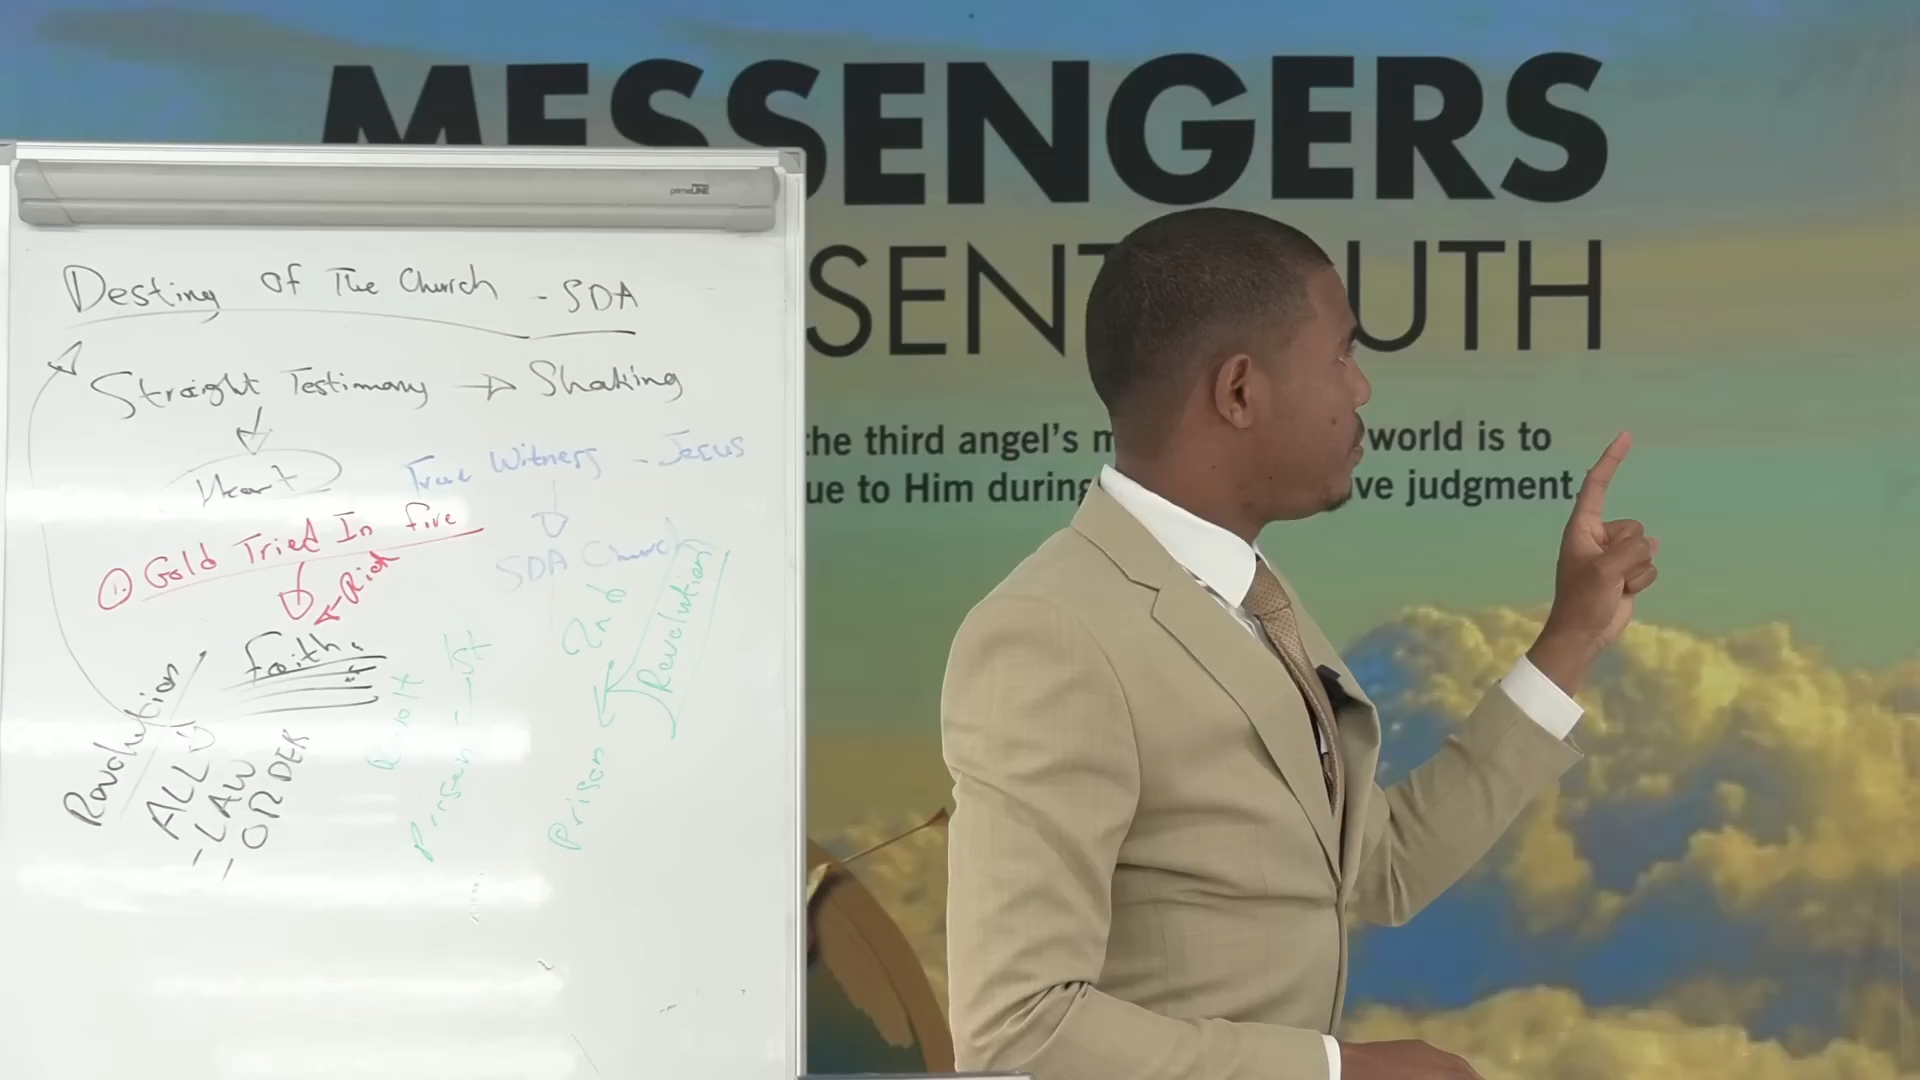 MESSENGERS
SENT UTH
the third angel's m world is to
ue to Him during ve judgment.
primeLINE
Destiny Of The Church - SDA
Straight Testimony → Shaking
Heart
True Witness - Jesus
SDA Church
① Gold Tried In fire
← Rich
faith
Revolution
ALL
- LAW
- ORDER
Revolt
Prison - 1st
2nd
Prison
Revolution